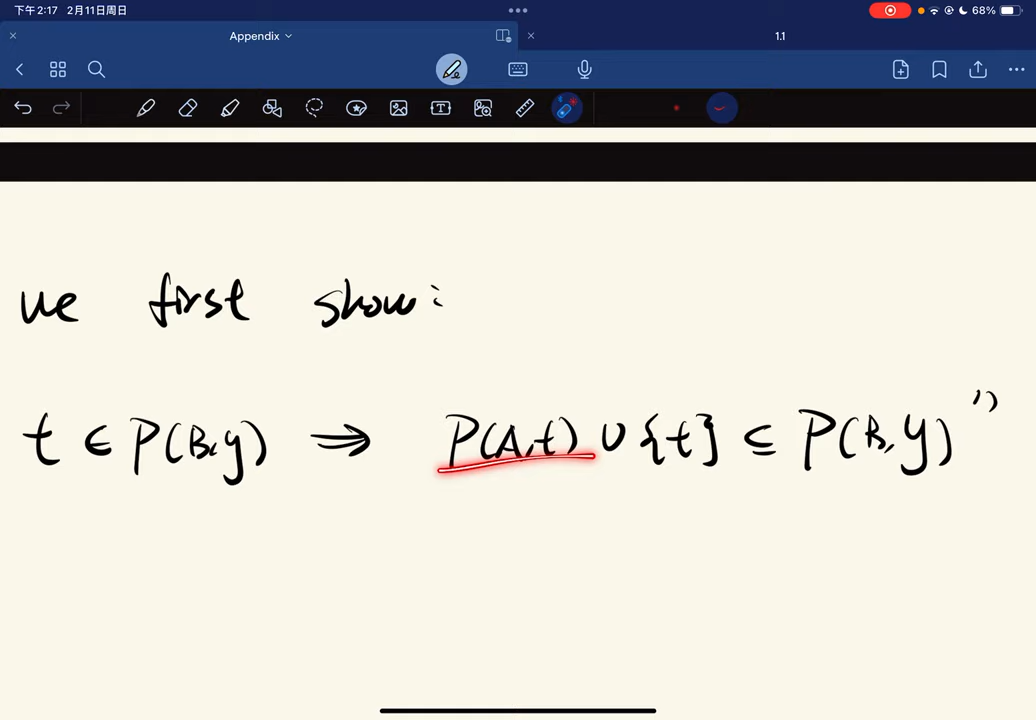 下午2:17 2月11日周日
68%
Appendix
1.1
we first show:
t ∈ P(B,y) ⇒ P(A,t) ∪ {t} ⊆ P(B,y) ''